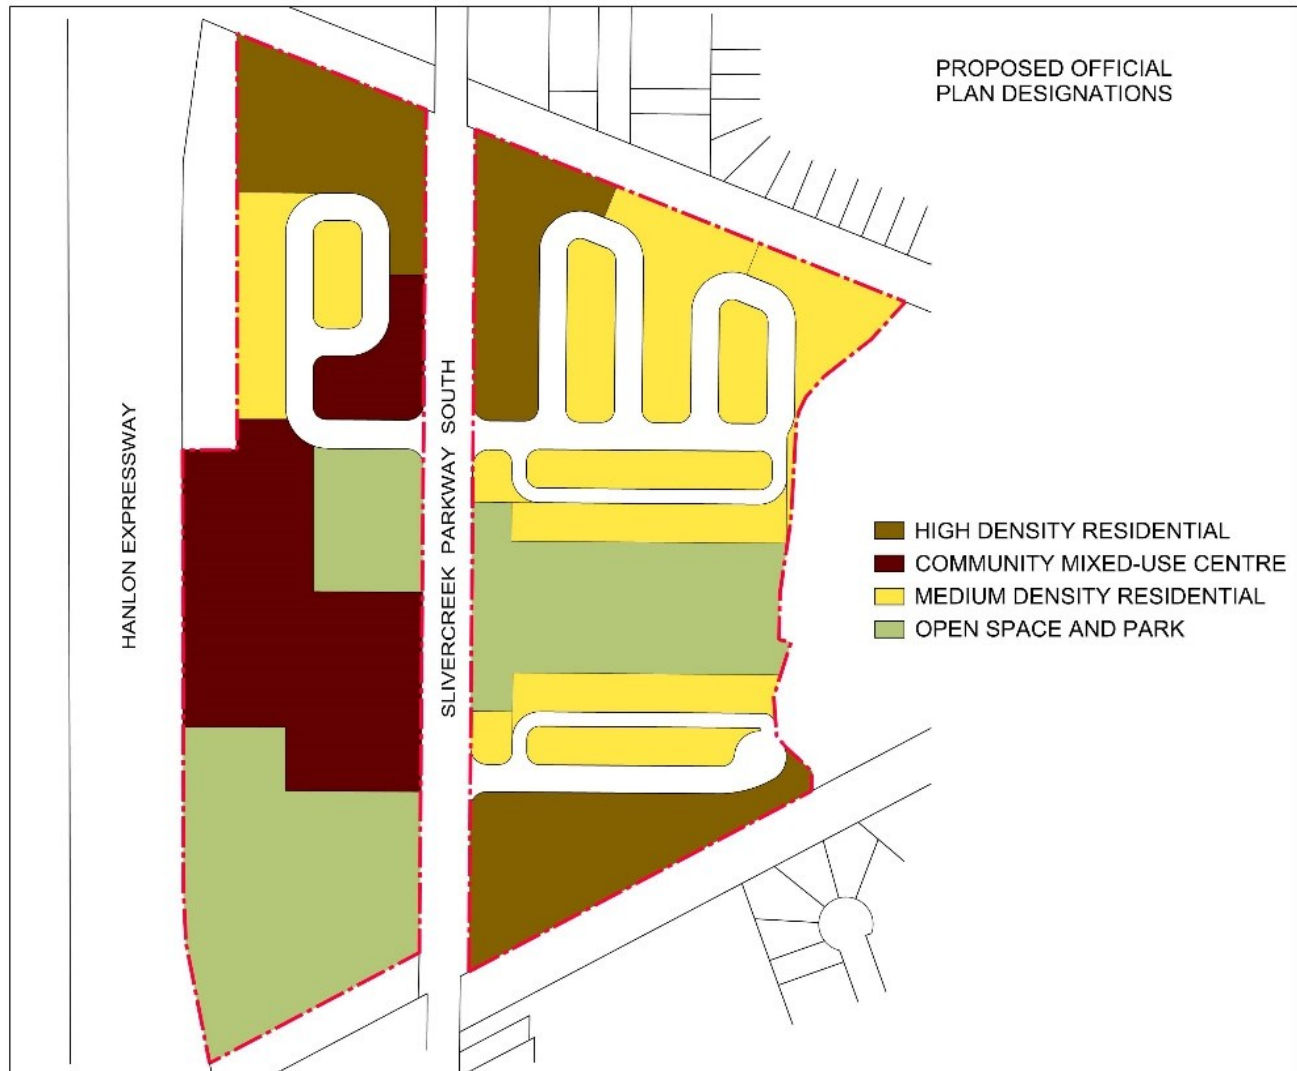 PROPOSED OFFICIAL
PLAN DESIGNATIONS
HANLON EXPRESSWAY
SLIVERCREEK PARKWAY SOUTH
HIGH DENSITY RESIDENTIAL
COMMUNITY MIXED-USE CENTRE
MEDIUM DENSITY RESIDENTIAL
OPEN SPACE AND PARK